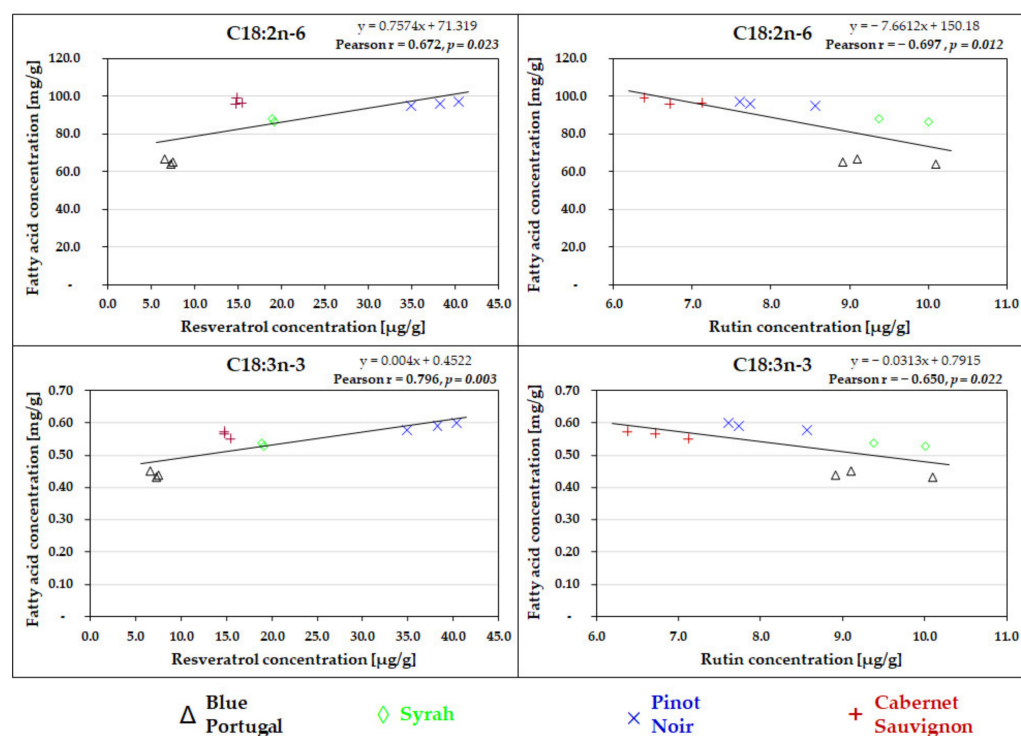 C18:2n-6
y = 0.7574x + 71.319
Pearson r = 0.672, p = 0.023
Fatty acid concentration [mg/g]
120.0
100.0
80.0
60.0
40.0
20.0
-
0.0 5.0 10.0 15.0 20.0 25.0 30.0 35.0 40.0 45.0
Resveratrol concentration [µg/g]
C18:2n-6
y = – 7.6612x + 150.18
Pearson r = – 0.697, p = 0.012
Fatty acid concentration [mg/g]
120.0
100.0
80.0
60.0
40.0
20.0
-
6.0 7.0 8.0 9.0 10.0 11.0
Rutin concentration [µg/g]
C18:3n-3
y = 0.004x + 0.4522
Pearson r = 0.796, p = 0.003
Fatty acid concentration [mg/g]
0.70
0.60
0.50
0.40
0.30
0.20
0.10
-
0.0 5.0 10.0 15.0 20.0 25.0 30.0 35.0 40.0 45.0
Resveratrol concentration [µg/g]
C18:3n-3
y = – 0.0313x + 0.7915
Pearson r = – 0.650, p = 0.022
Fatty acid concentration [mg/g]
0.70
0.60
0.50
0.40
0.30
0.20
0.10
-
6.0 7.0 8.0 9.0 10.0 11.0
Rutin concentration [µg/g]
Blue
Portugal
Syrah
Pinot
Noir
Cabernet
Sauvignon